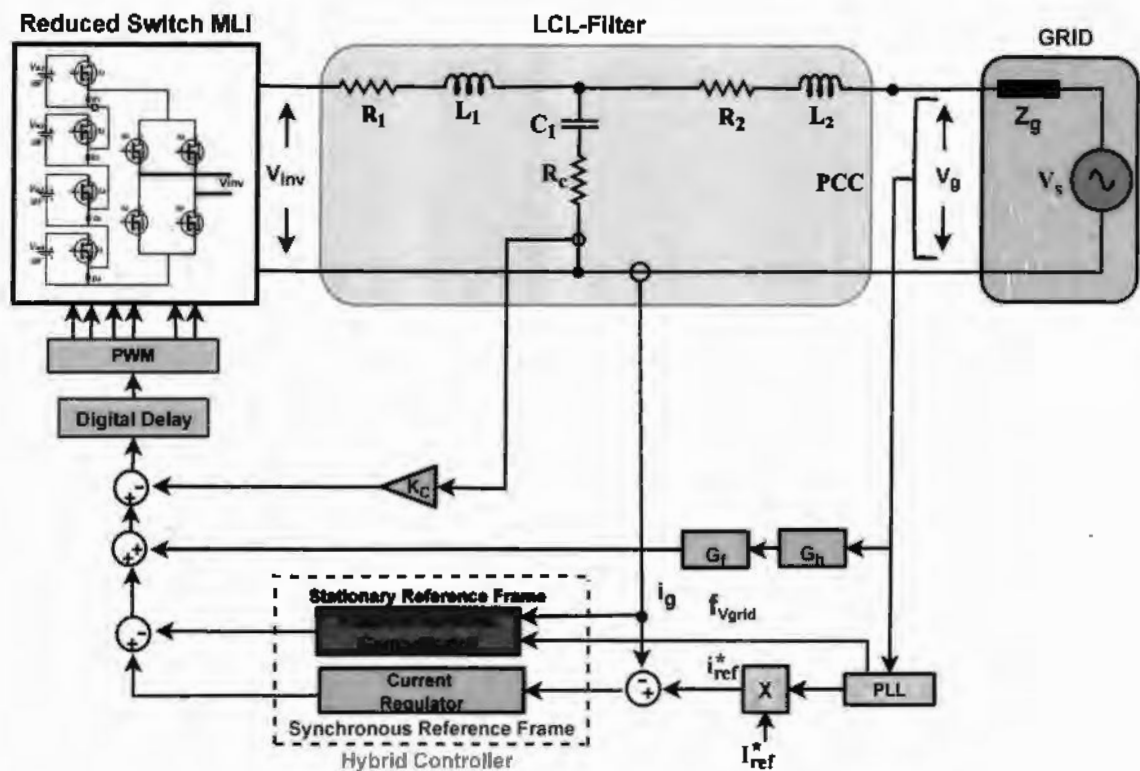 Reduced Switch MLI
LCL-Filter
GRID
R1
L1
C1
Rc
R2
L2
PCC
Vinv
Vinv
Vg
Zg
Vs
PWM
Digital Delay
KC
Gf
Gh
ig
fVgrid
Stationary Reference Frame
Current
Regulator
Synchronous Reference Frame
Hybrid Controller
i*ref
X
PLL
I*ref